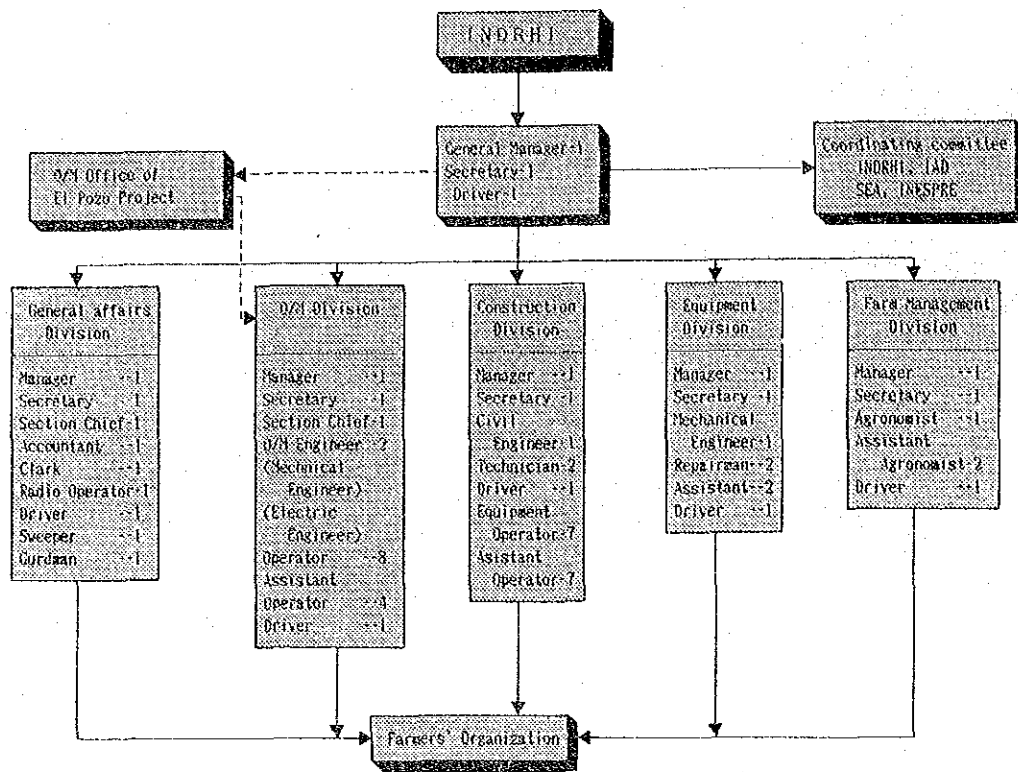 INDRHI
General Manager-1
Secretary-1
Driver-1
Coordinating committee
INDRHI, IAD
SEA, INESPRE
O/M Office of
El Pozo Project
General affairs
Division
Manager --1
Secretary 1
Section Chief-1
Accountant --1
Clark --1
Radio Operator-1
Driver --1
Sweeper --1
Gurdman --1
O/M Division
Manager --1
Secretary --1
Section Chief-1
O/M Engineer --2
(Mechanical
Engineer)
(Electric
Engineer)
Operator --8
Assistant
Operator --4
Driver --1
Construction
Division
Manager --1
Secretary -1
Civil
Engineer-1
Technician-2
Driver --1
Equipment
Operator-7
Asistant
Operator-7
Equipment
Division
Manager --1
Secretary -1
Mechanical
Engineer-1
Repairman--2
Assistant--2
Driver --1
Farm Management
Division
Manager --1
Secretary --1
Agronomist --1
Assistant
Agronomist-2
Driver --1
Farmers' Organization